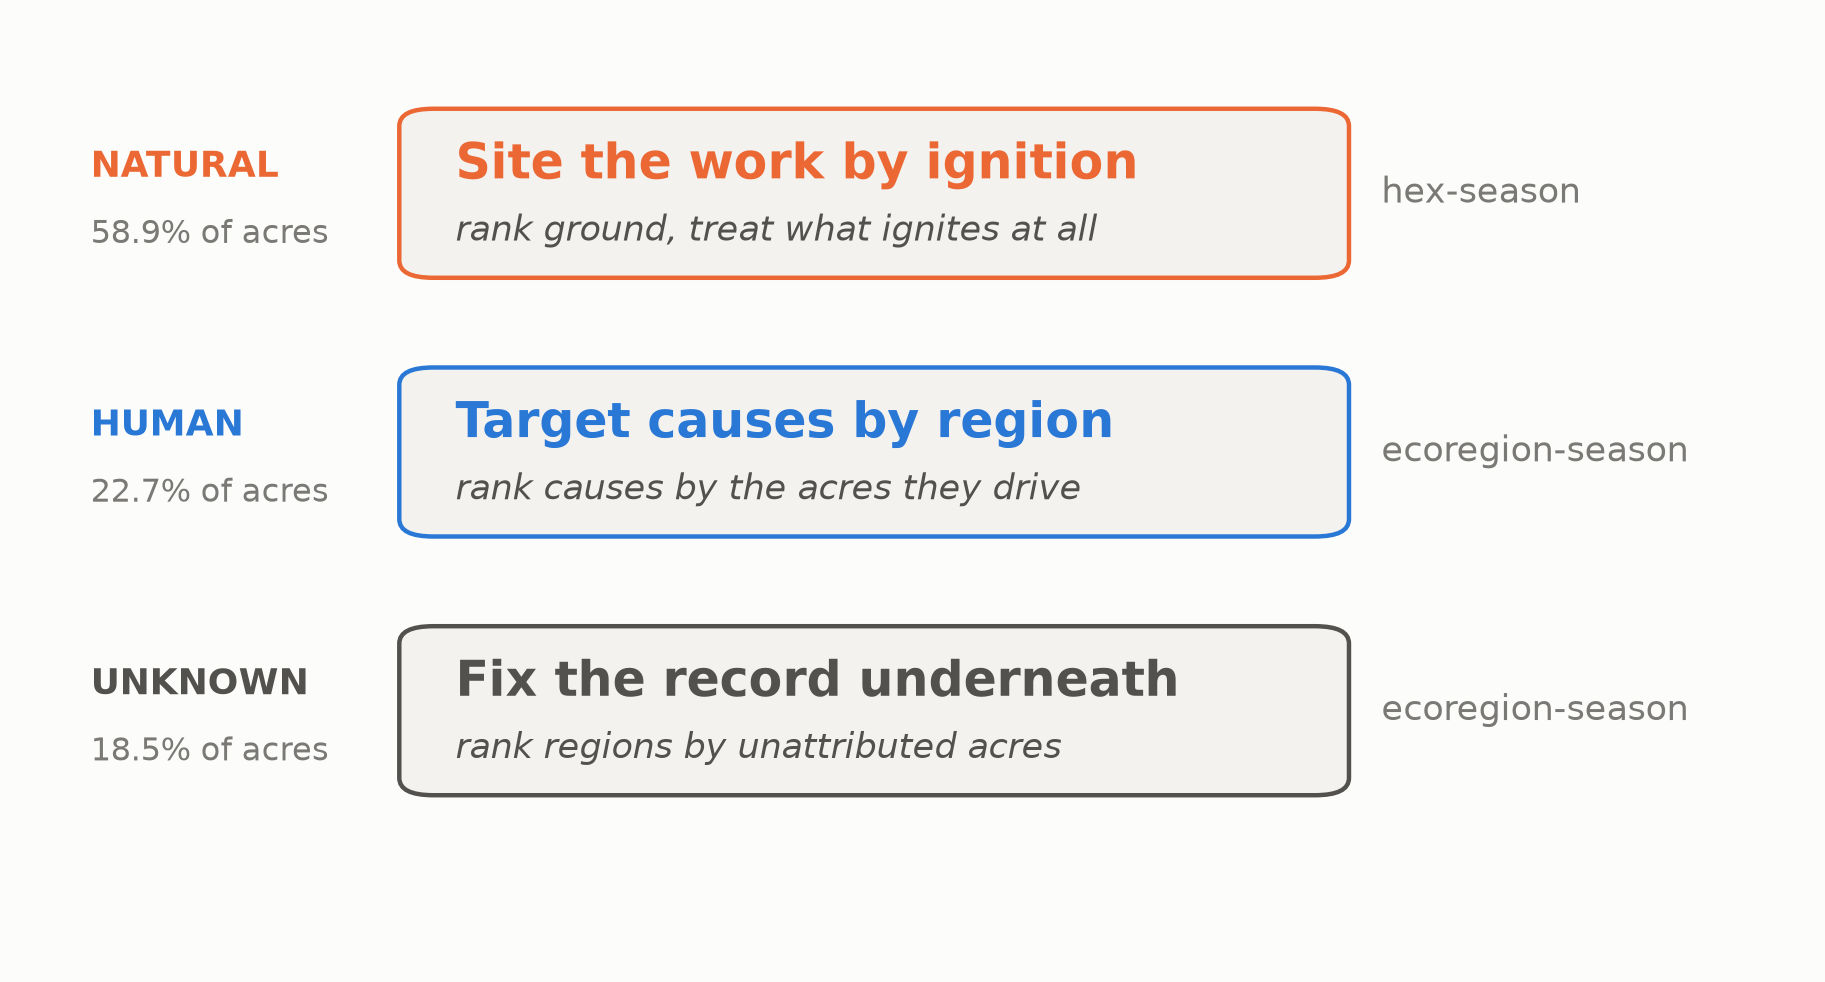 NATURAL
58.9% of acres
Site the work by ignition
rank ground, treat what ignites at all
hex-season
HUMAN
22.7% of acres
Target causes by region
rank causes by the acres they drive
ecoregion-season
UNKNOWN
18.5% of acres
Fix the record underneath
rank regions by unattributed acres
ecoregion-season